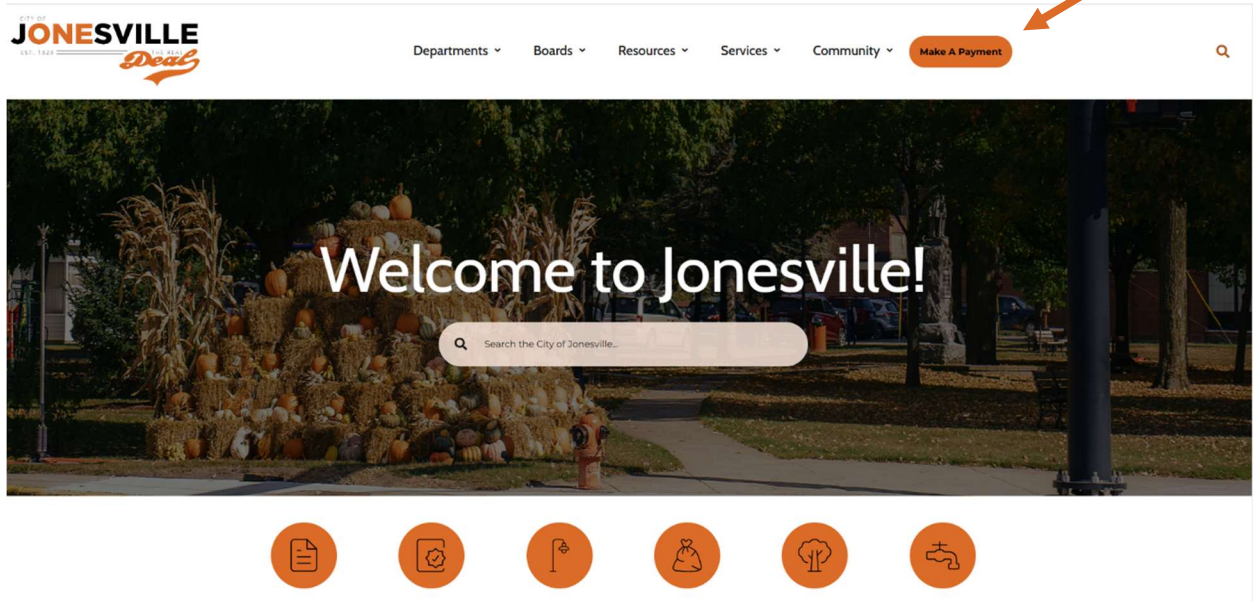 CITY OF
JONESVILLE
EST. 1828
THE REAL
Deal
Departments
Boards
Resources
Services
Community
Make A Payment
Welcome to Jonesville!
Search the City of Jonesville...